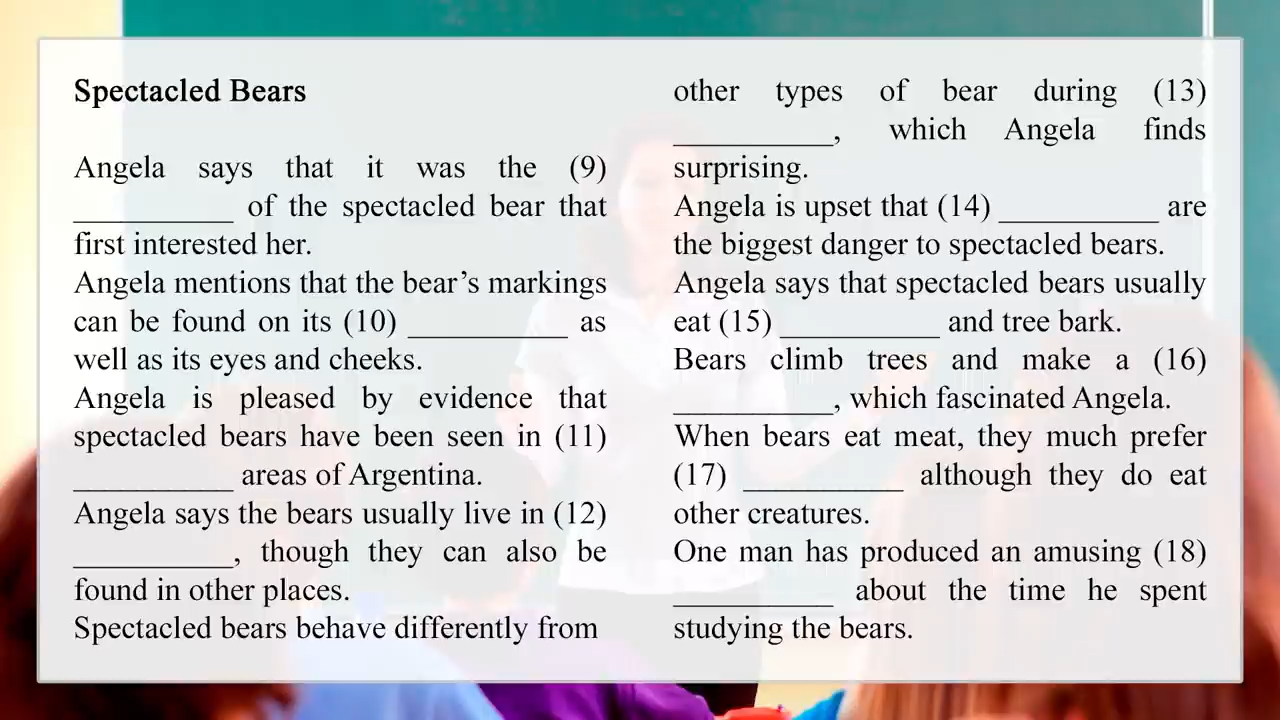 Spectacled Bears
Angela says that it was the (9)
__________ of the spectacled bear that
first interested her.
Angela mentions that the bear’s markings
can be found on its (10) __________ as
well as its eyes and cheeks.
Angela is pleased by evidence that
spectacled bears have been seen in (11)
__________ areas of Argentina.
Angela says the bears usually live in (12)
__________, though they can also be
found in other places.
Spectacled bears behave differently from
other types of bear during (13)
__________, which Angela finds
surprising.
Angela is upset that (14) __________ are
the biggest danger to spectacled bears.
Angela says that spectacled bears usually
eat (15) __________ and tree bark.
Bears climb trees and make a (16)
__________, which fascinated Angela.
When bears eat meat, they much prefer
(17) __________ although they do eat
other creatures.
One man has produced an amusing (18)
__________ about the time he spent
studying the bears.